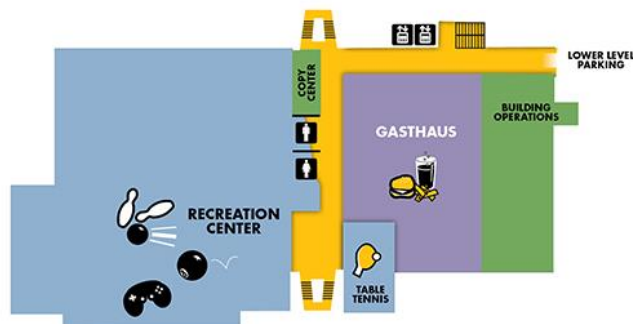 COPY
CENTER
LOWER LEVEL
PARKING
BUILDING
OPERATIONS
GASTHAUS
RECREATION
CENTER
TABLE
TENNIS